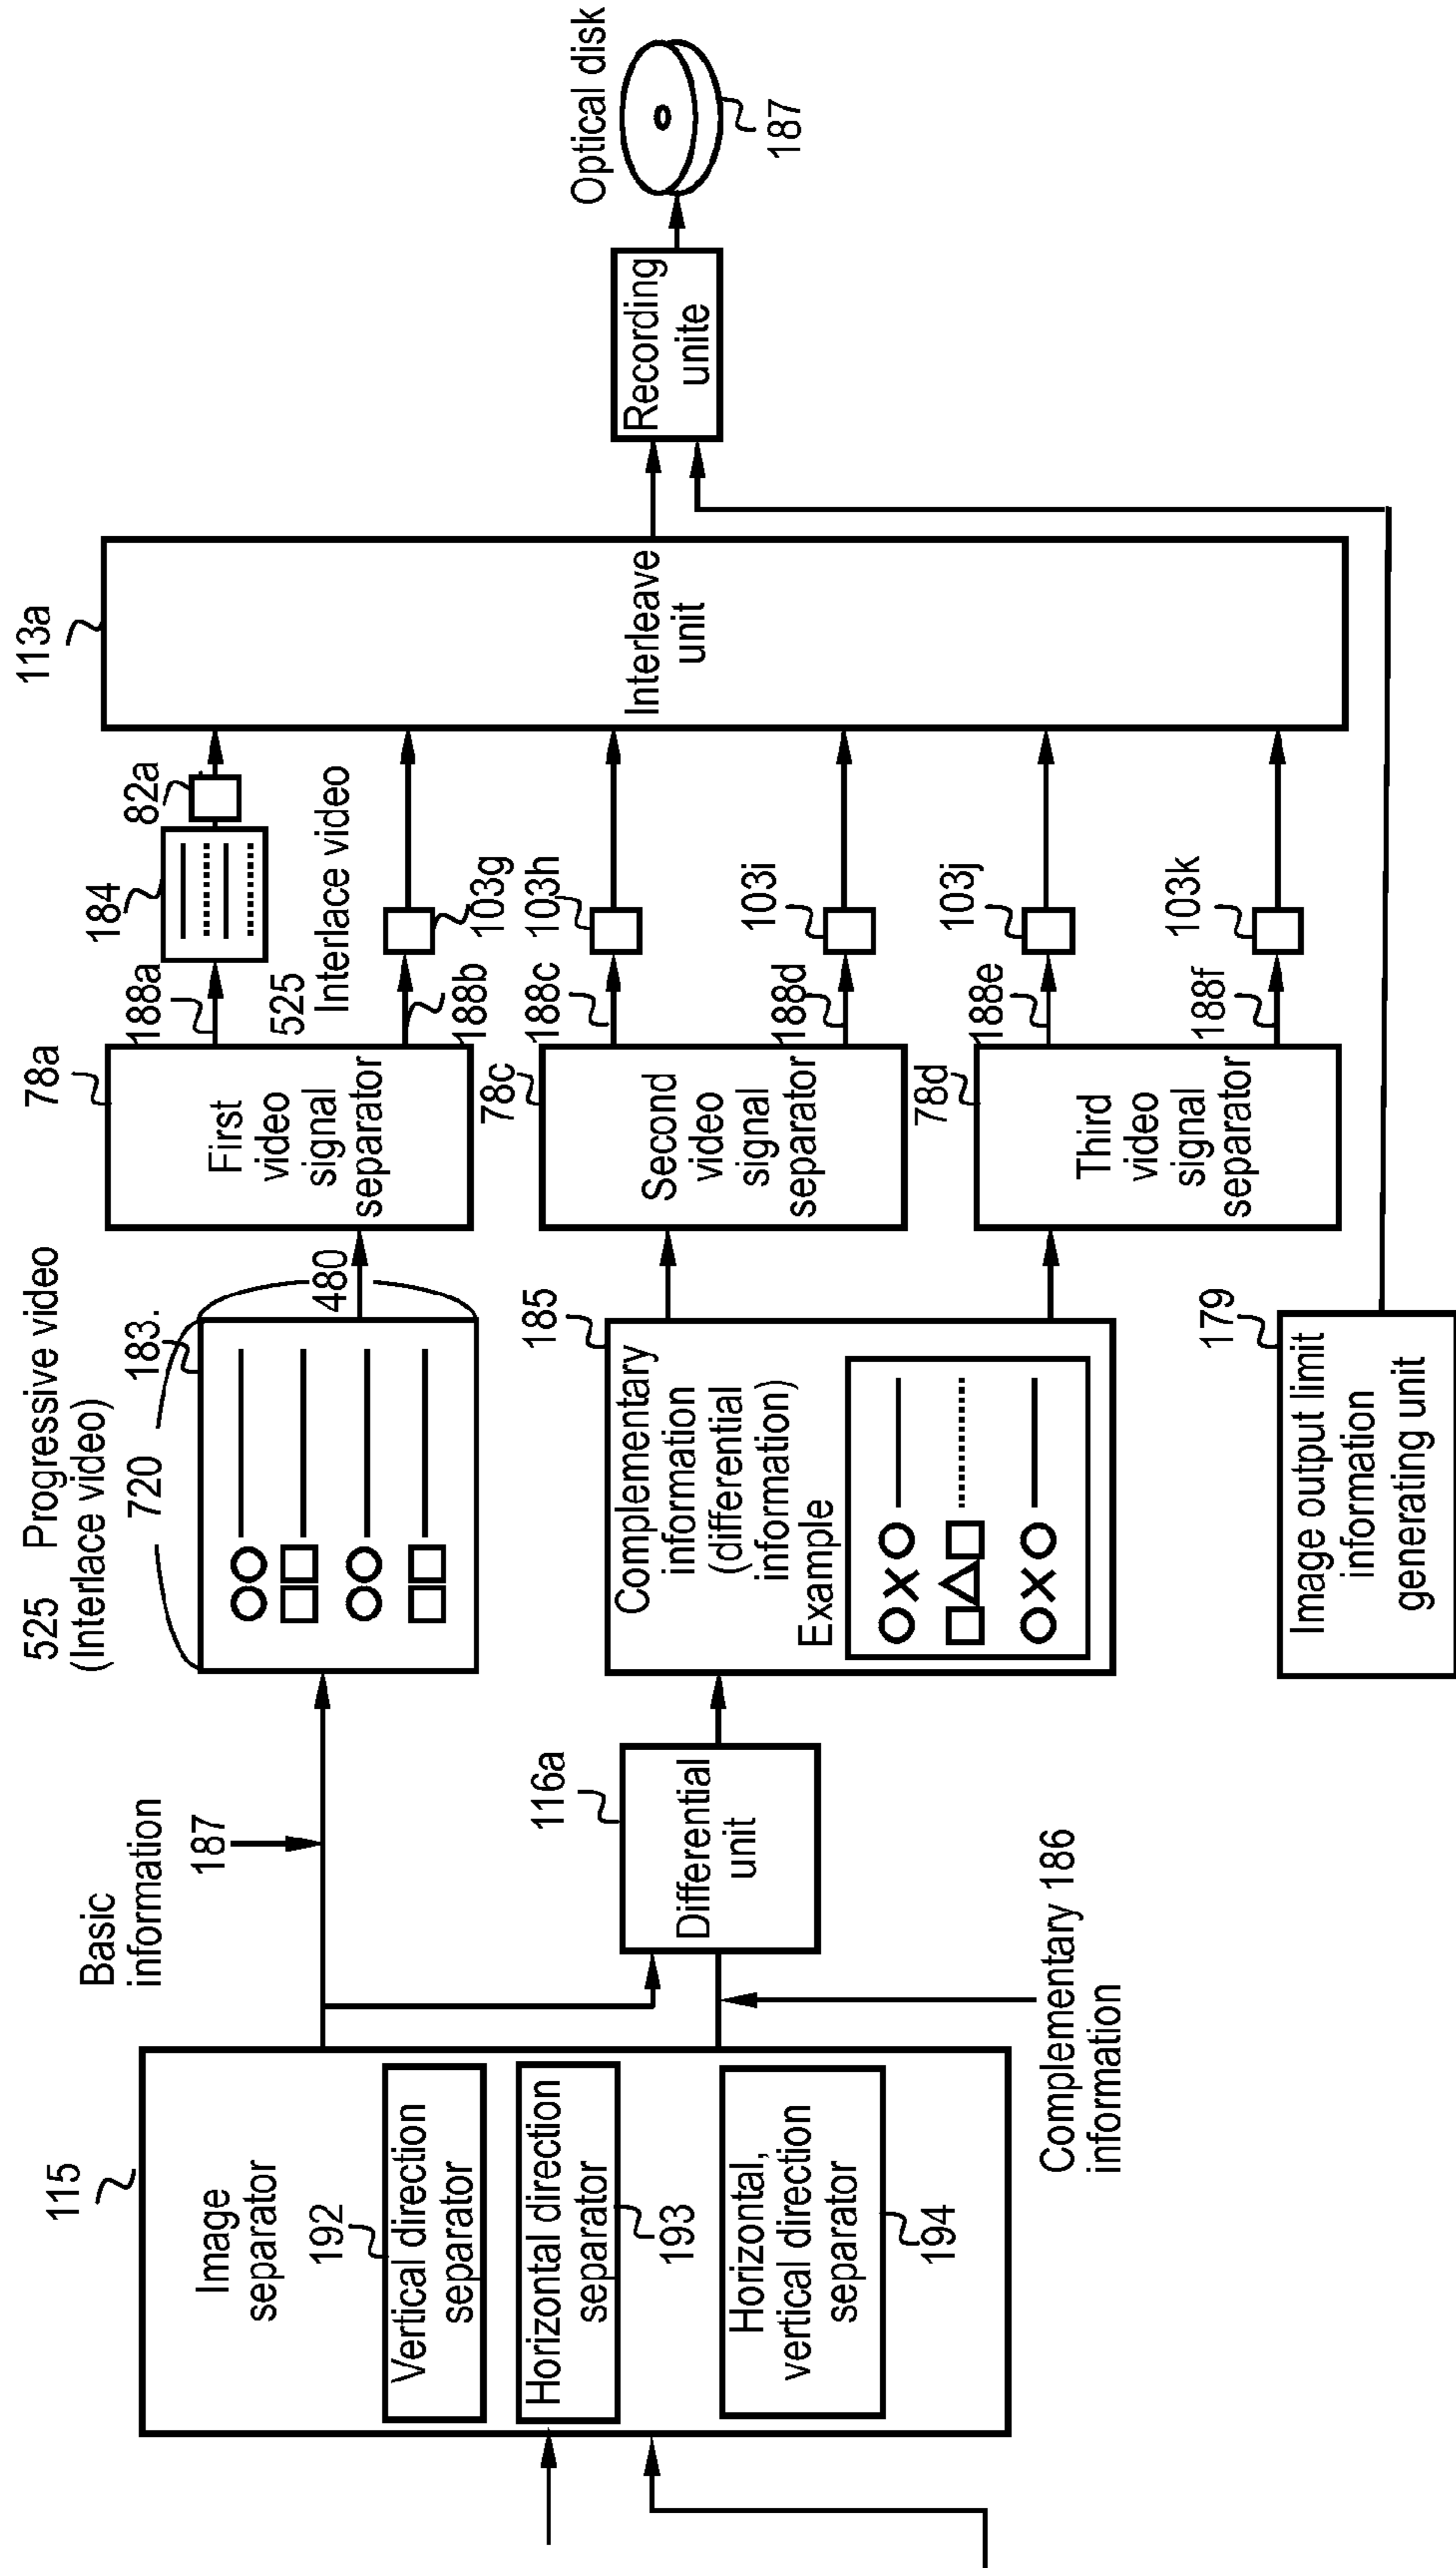 115
Image
separator
192
Vertical direction
separator
Horizontal direction
separator
193
Horizontal,
vertical direction
separator
194
Basic
information
187
Complementary 186
information
116a
Differential
unit
525 Progressive video
(Interlace video)
720
183.
480
185
Complementary
information
(differential
information)
Example
179
Image output limit
information
generating unit
78a
First
video
signal
separator
78c
Second
video
signal
separator
78d
Third
video
signal
separator
188a
184
82a
525
Interlace video
188b
103g
188c
103h
188d
103i
188e
103j
188f
103k
113a
Interleave
unit
Recording
unite
Optical disk
187